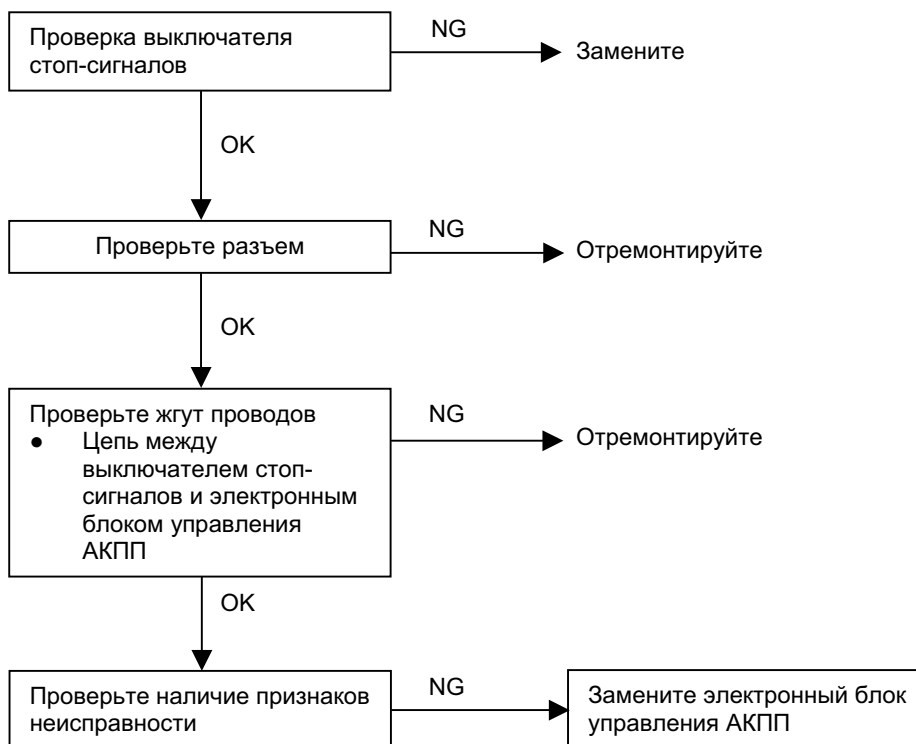 Проверка выключателя
стоп-сигналов
NG
Замените
OK
Проверьте разъем
NG
Отремонтируйте
OK
Проверьте жгут проводов
● Цепь между
выключателем стоп-
сигналов и электронным
блоком управления
АКПП
NG
Отремонтируйте
OK
Проверьте наличие признаков
неисправности
NG
Замените электронный блок
управления АКПП